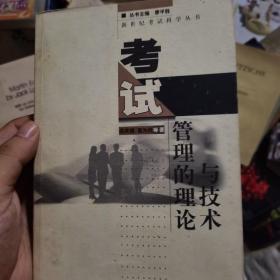 ■丛书主编 廖平胜
新世纪考试科学丛书
考试
管理的理论
与技术